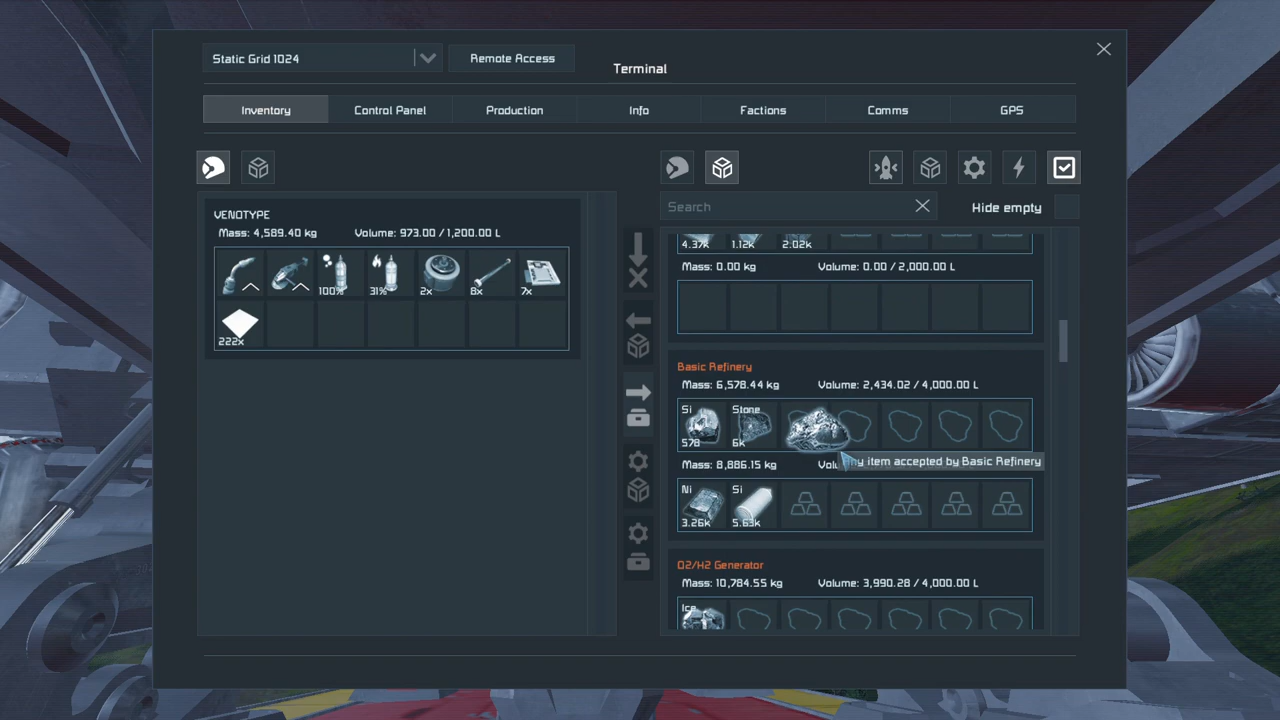 Static Grid 1024
Remote Access
Terminal
Inventory
Control Panel
Production
Info
Factions
Comms
GPS
Search
Hide empty
VENOTYPE
Mass: 4,589.40 kg Volume: 973.00 / 1,200.00 L
100%
31%
2x
8x
7x
222x
4.37k
1.12k
2.02k
Mass: 0.00 kg Volume: 0.00 / 2,000.00 L
Basic Refinery
Mass: 6,578.44 kg Volume: 2,434.02 / 4,000.00 L
Si
578
Stone
6k
item accepted by Basic Refinery
Mass: 8,886.15 kg
Ni
3.26k
Si
5.63k
O2/H2 Generator
Mass: 10,784.55 kg Volume: 3,990.28 / 4,000.00 L
Ice